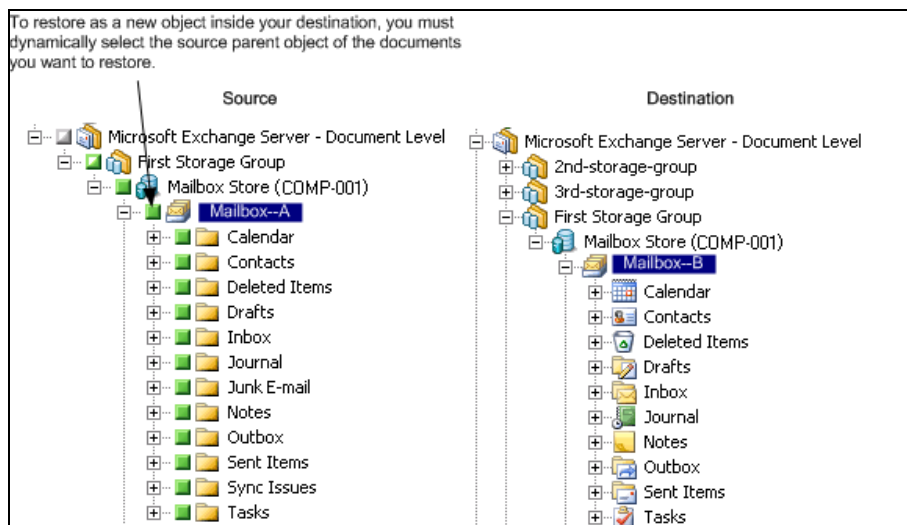 To restore as a new object inside your destination, you must
dynamically select the source parent object of the documents
you want to restore.
Source
Microsoft Exchange Server - Document Level
First Storage Group
Mailbox Store (COMP-001)
Mailbox--A
Calendar
Contacts
Deleted Items
Drafts
Inbox
Journal
Junk E-mail
Notes
Outbox
Sent Items
Sync Issues
Tasks
Destination
Microsoft Exchange Server - Document Level
2nd-storage-group
3rd-storage-group
First Storage Group
Mailbox Store (COMP-001)
Mailbox--B
Calendar
Contacts
Deleted Items
Drafts
Inbox
Journal
Notes
Outbox
Sent Items
Tasks